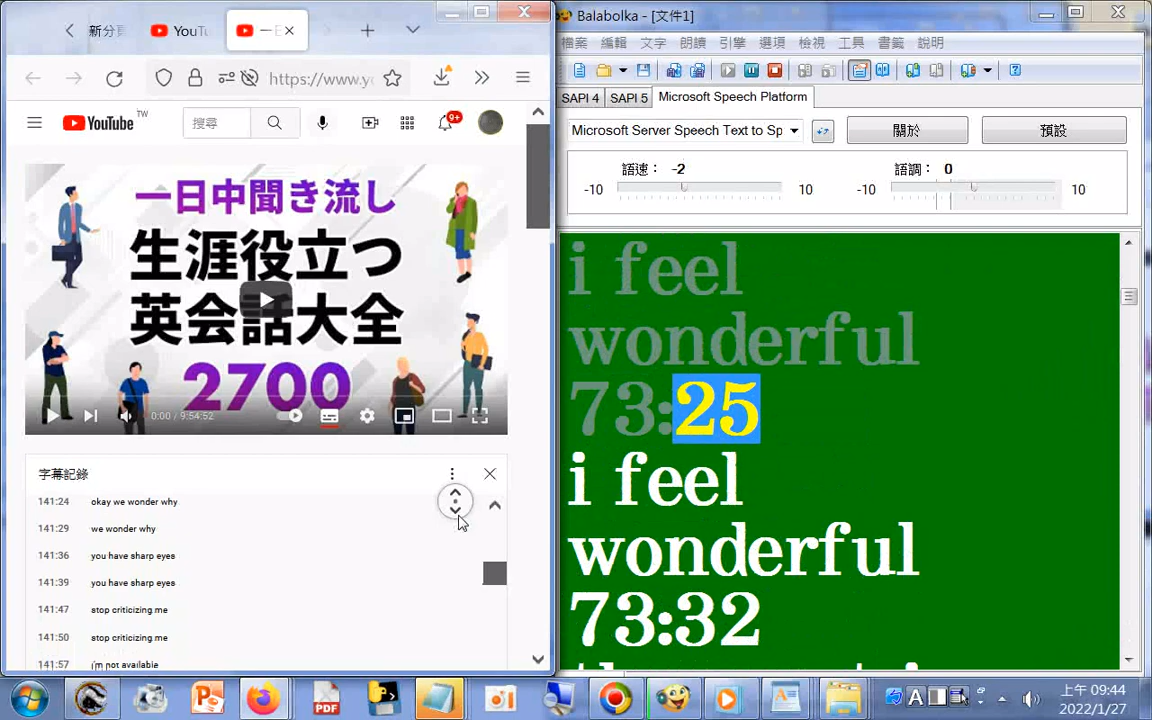 新分頁
YouTu
— E
https://www.yo
YouTube
TW
搜尋
9+
一日中聞き流し
生涯役立つ
英会話大全
2700
0:00 / 9:54:52
字幕記錄
141:24 okay we wonder why
141:29 we wonder why
141:36 you have sharp eyes
141:39 you have sharp eyes
141:47 stop criticizing me
141:50 stop criticizing me
141:57 i'm not available
Balabolka - [文件1]
檔案 編輯 文字 朗讀 引擎 選項 檢視 工具 書籤 說明
SAPI 4 SAPI 5 Microsoft Speech Platform
Microsoft Server Speech Text to Sp
關於
預設
語速： -2
語調： 0
-10 10 -10 10
i feel
wonderful
73:25
i feel
wonderful
73:32
PDF
A
上午 09:44
2022/1/27